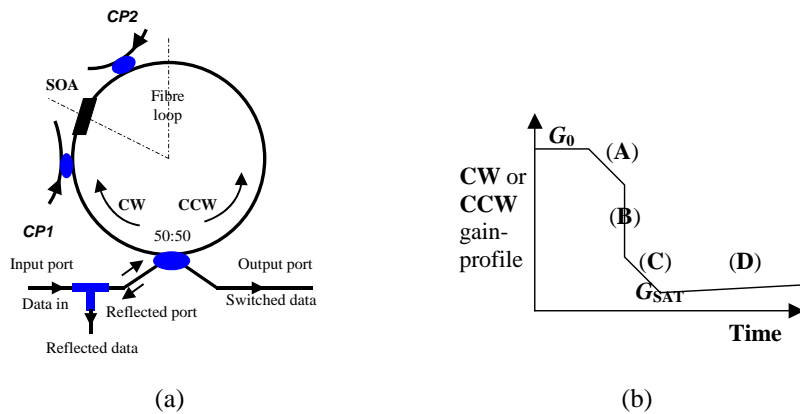 CP2
SOA
Fibre
loop
CW
CCW
CP1
50:50
Input port
Output port
Data in
Reflected port
Switched data
Reflected data
(a)
G0
(A)
CW or
CCW
gain-
profile
(B)
(C)
(D)
GSAT
Time
(b)